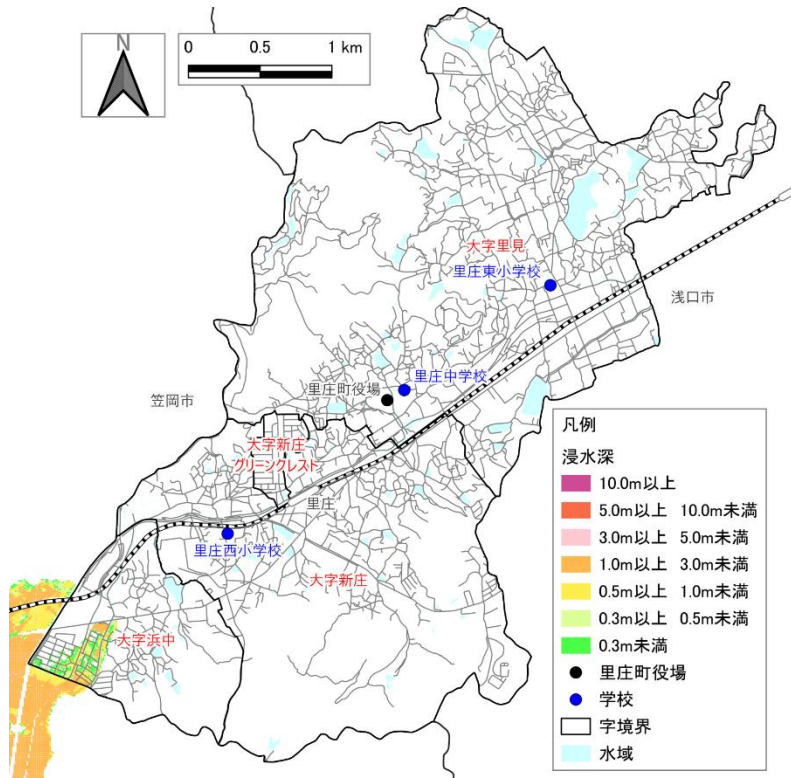 N
0 0.5 1 km
大字里見
里庄東小学校
浅口市
里庄中学校
里庄町役場
笠岡市
大字新庄
グリーンクレスト
里庄
里庄西小学校
大字新庄
大字浜中
凡例
浸水深
10.0m以上
5.0m以上 10.0m未満
3.0m以上 5.0m未満
1.0m以上 3.0m未満
0.5m以上 1.0m未満
0.3m以上 0.5m未満
0.3m未満
里庄町役場
学校
字境界
水域